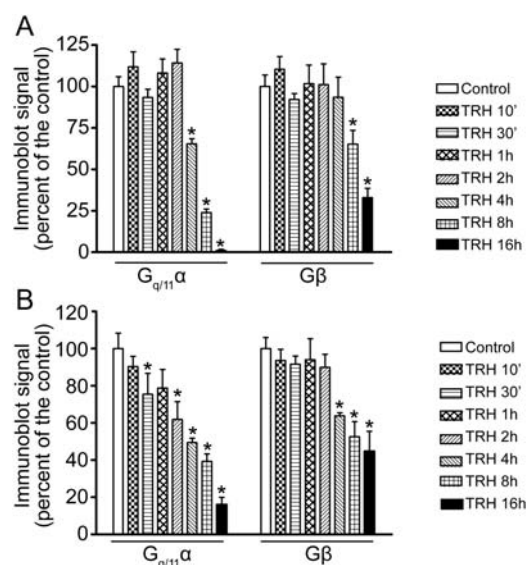 A
Immunoblot signal
(percent of the control)
125
100
75
50
25
0
* * * * *
Gq/11α
Gβ
Control
TRH 10'
TRH 30'
TRH 1h
TRH 2h
TRH 4h
TRH 8h
TRH 16h
B
Immunoblot signal
(percent of the control)
120
100
80
60
40
20
0
* * * * * * * *
Gq/11α
Gβ
Control
TRH 10'
TRH 30'
TRH 1h
TRH 2h
TRH 4h
TRH 8h
TRH 16h